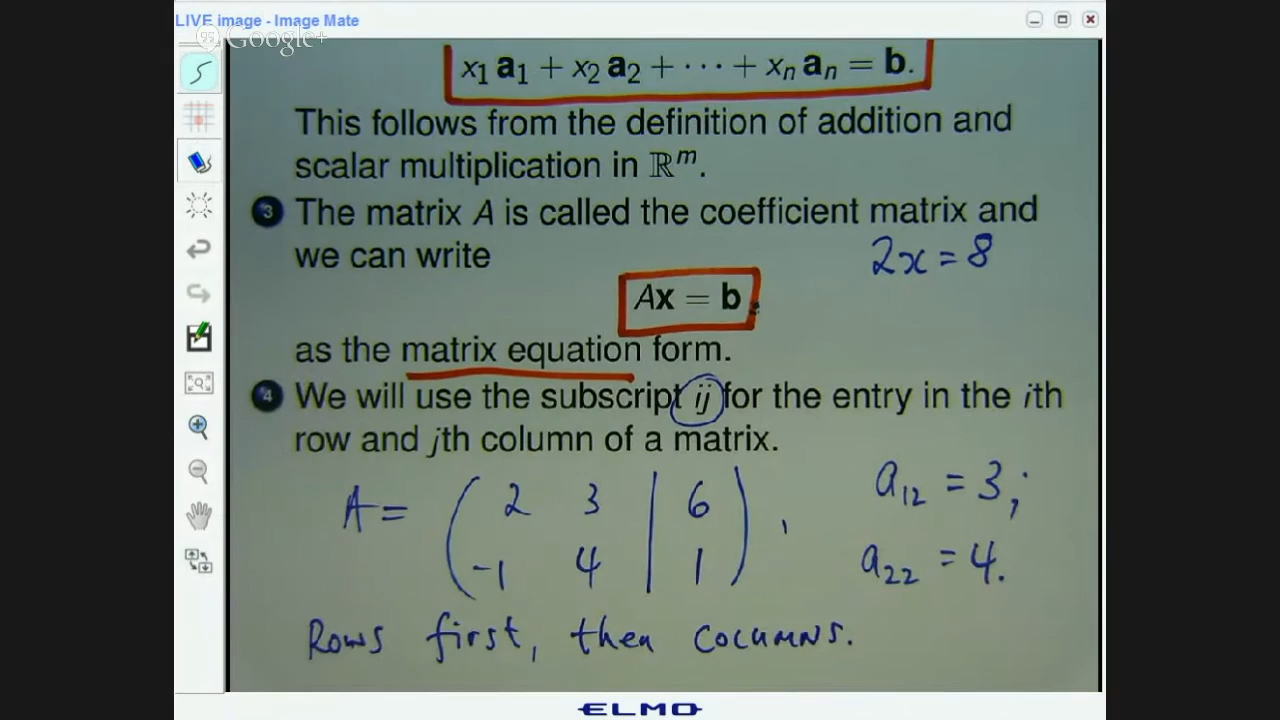 LIVE image - Image Mate
Google+
x₁ a₁ + x₂ a₂ + ··· + xₙ aₙ = b.
This follows from the definition of addition and
scalar multiplication in ℝᵐ.
3 The matrix A is called the coefficient matrix and
we can write
2x = 8
Ax = b,
as the matrix equation form.
4 We will use the subscript ij for the entry in the ith
row and jth column of a matrix.
A = ( 2 3 | 6
-1 4 | 1 ) ,
a₁₂ = 3;
a₂₂ = 4.
Rows first, then columns.
ELMO